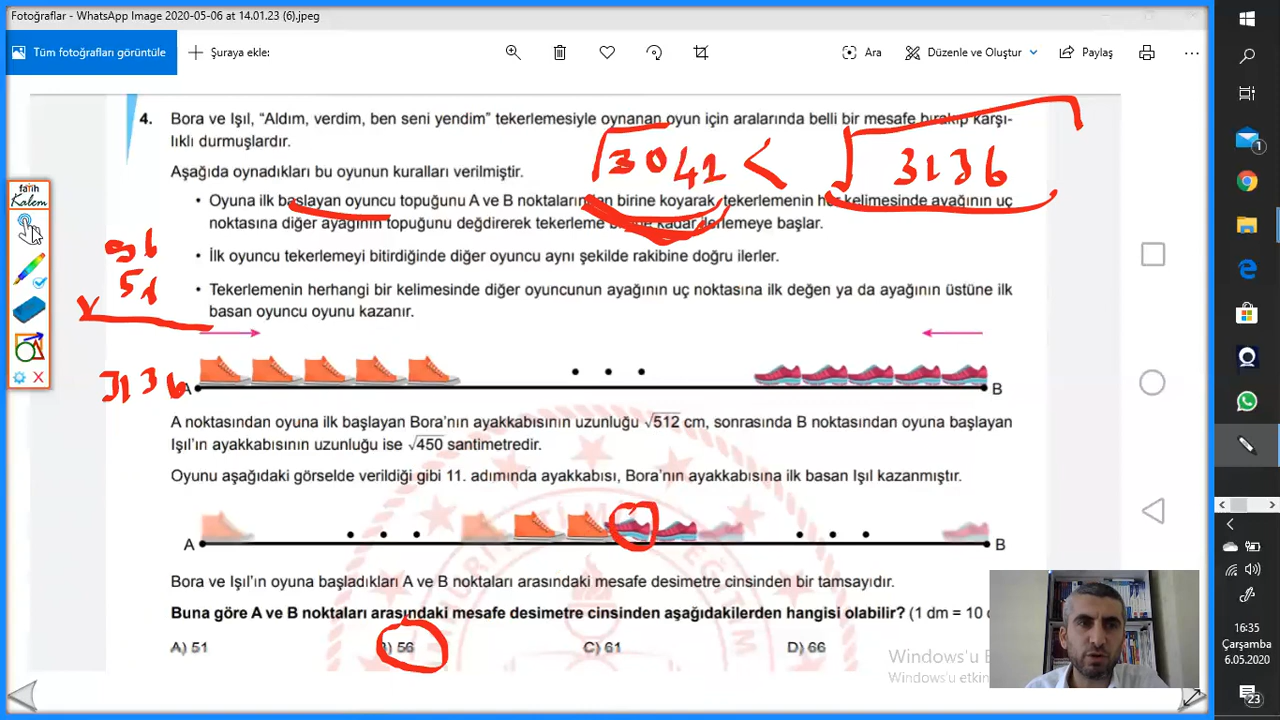 Fotoğraflar - WhatsApp Image 2020-05-06 at 14.01.23 (6).jpeg
Tüm fotoğrafları görüntüle
Şuraya ekle:
Ara
Düzenle ve Oluştur
Paylaş
4. Bora ve Işıl, “Aldım, verdim, ben seni yendim” tekerlemesiyle oynanan oyun için aralarında belli bir mesafe bırakıp karşı-
lıklı durmuşlardır.
√3042 < √3136
Aşağıda oynadıkları bu oyunun kuralları verilmiştir.
• Oyuna ilk başlayan oyuncu topuğunu A ve B noktalarından birine koyarak, tekerlemenin her kelimesinde ayağının uç
noktasına diğer ayağının topuğunu değdirerek tekerleme kadar ilerlemeye başlar.
• İlk oyuncu tekerlemeyi bitirdiğinde diğer oyuncu aynı şekilde rakibine doğru ilerler.
• Tekerlemenin herhangi bir kelimesinde diğer oyuncunun ayağının uç noktasına ilk değen ya da ayağının üstüne ilk
basan oyuncu oyunu kazanır.
fatih
Kalem
x
3136
A
B
A noktasından oyuna ilk başlayan Bora’nın ayakkabısının uzunluğu √512 cm, sonrasında B noktasından oyuna başlayan
Işıl’ın ayakkabısının uzunluğu ise √450 santimetredir.
Oyunu aşağıdaki görselde verildiği gibi 11. adımında ayakkabısı, Bora’nın ayakkabısına ilk basan Işıl kazanmıştır.
A
B
Bora ve Işıl’ın oyuna başladıkları A ve B noktaları arasındaki mesafe desimetre cinsinden bir tamsayıdır.
Buna göre A ve B noktaları arasındaki mesafe desimetre cinsinden aşağıdakilerden hangisi olabilir? (1 dm = 10
A) 51
56
C) 61
D) 66
Windows'u
Windows'u etkin
1
16:35
Çarşamba
6.05.2020
23